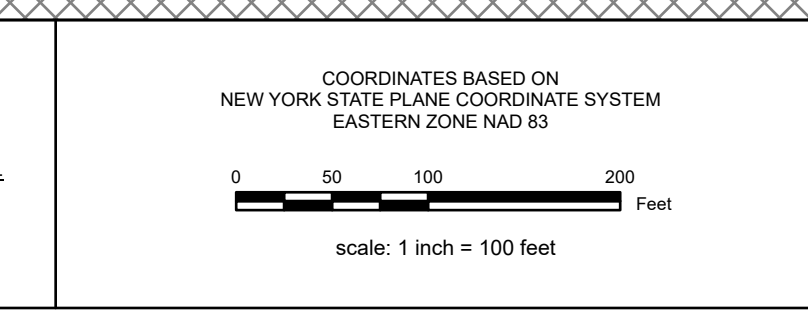 COORDINATES BASED ON
NEW YORK STATE PLANE COORDINATE SYSTEM
EASTERN ZONE NAD 83
0 50 100 200
Feet
scale: 1 inch = 100 feet